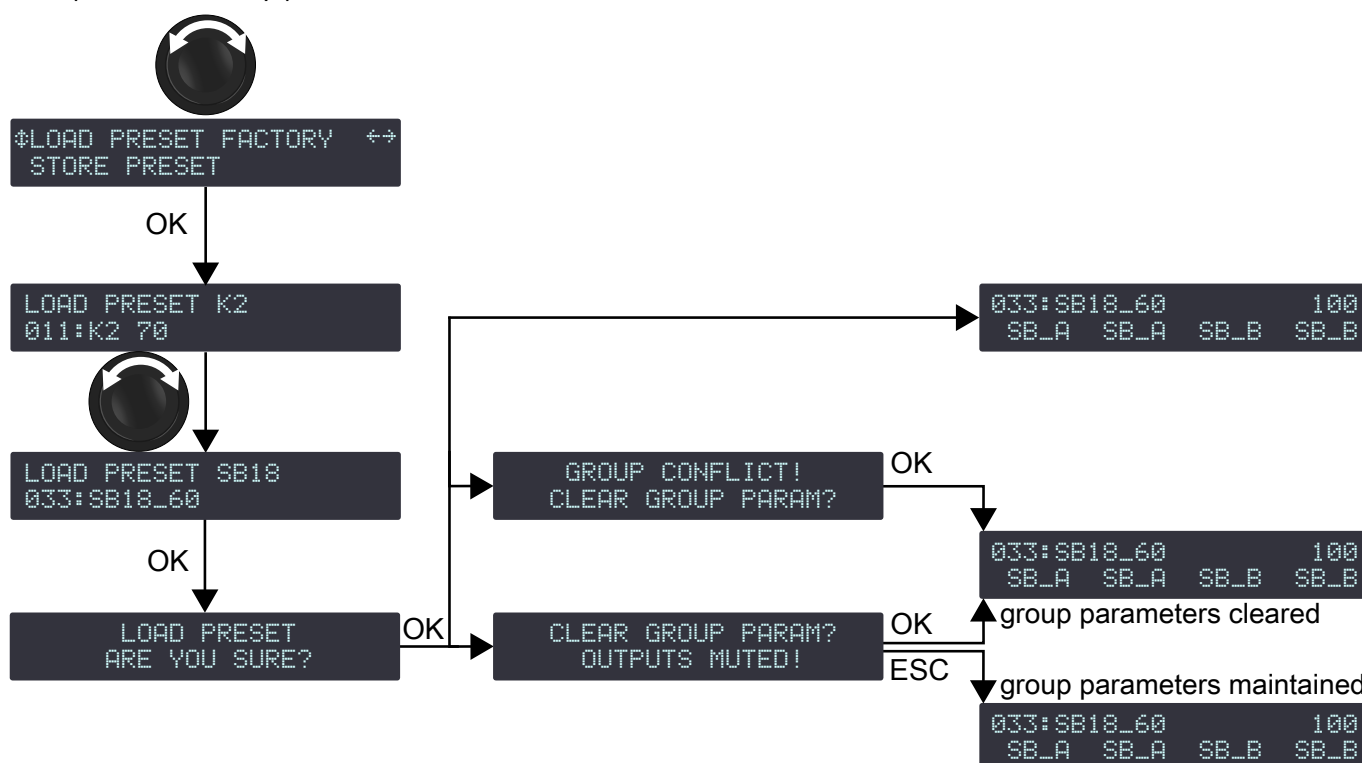 LOAD PRESET FACTORY
STORE PRESET
OK
LOAD PRESET K2
011:K2 70
LOAD PRESET SB18
033:SB18_60
OK
LOAD PRESET
ARE YOU SURE?
OK
033:SB18_60 100
SB_A SB_A SB_B SB_B
GROUP CONFLICT!
CLEAR GROUP PARAM?
OK
033:SB18_60 100
SB_A SB_A SB_B SB_B
group parameters cleared
CLEAR GROUP PARAM?
OUTPUTS MUTED!
OK
ESC
group parameters maintained
033:SB18_60 100
SB_A SB_A SB_B SB_B